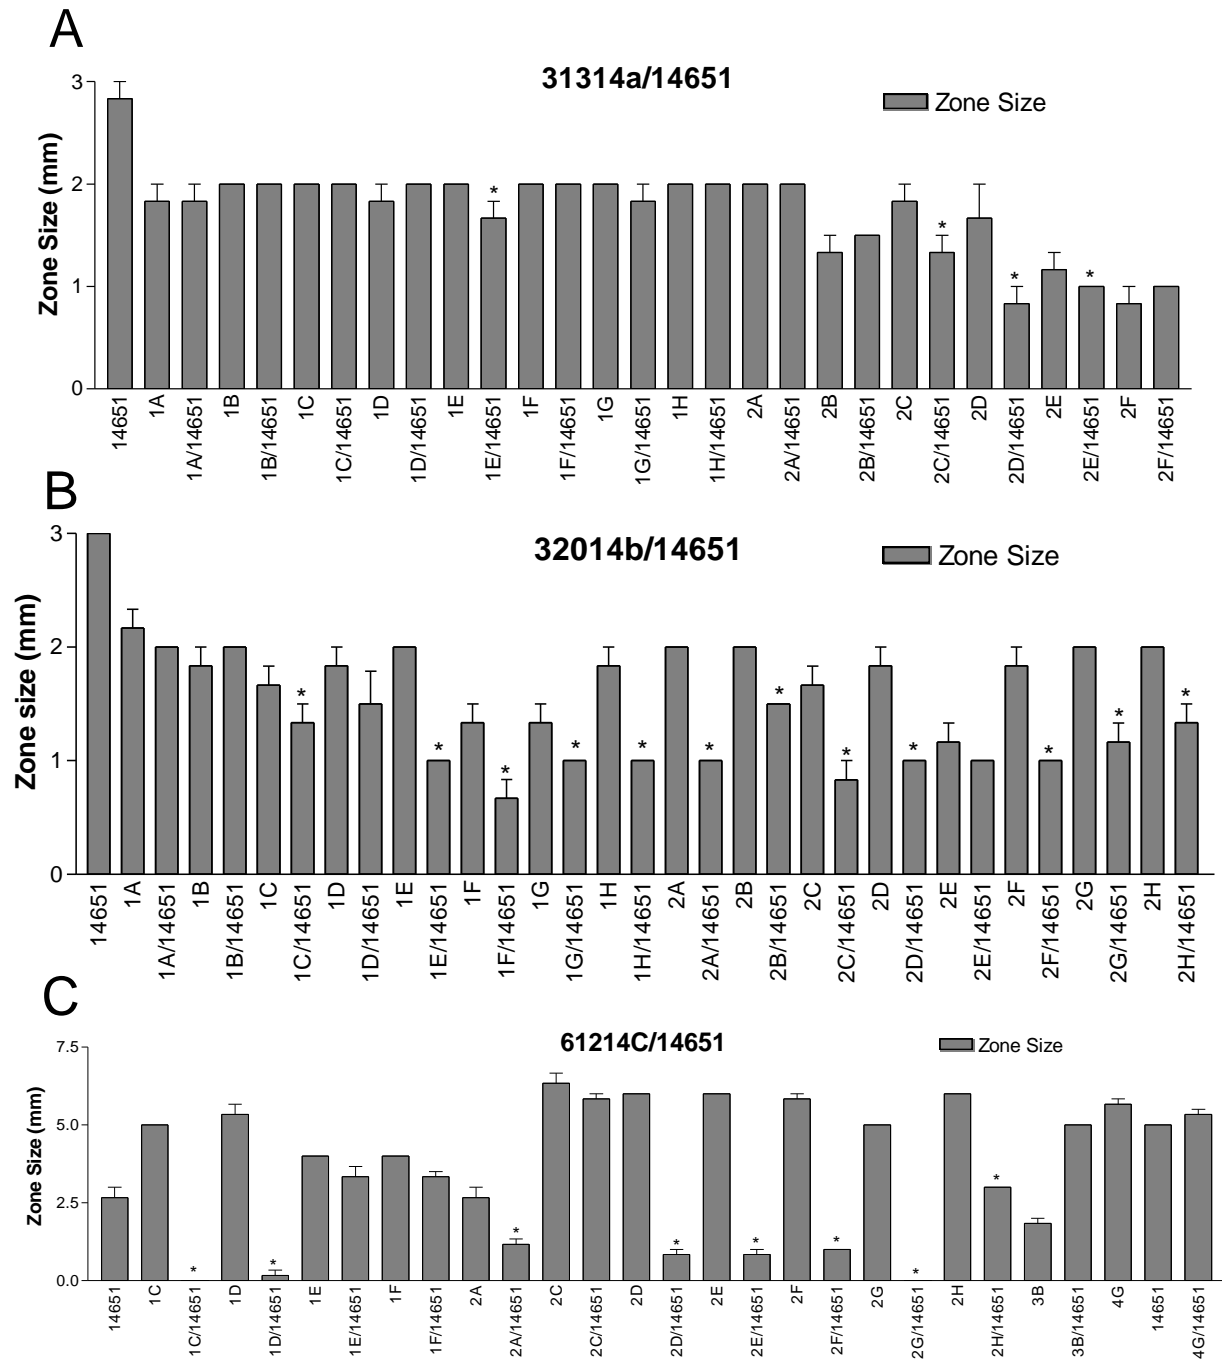 A
31314a/14651
Zone Size
Zone Size (mm)
3
2
1
0
14651
1A
1A/14651
1B
1B/14651
1C
1C/14651
1D
1D/14651
1E
1E/14651
1F
1F/14651
1G
1G/14651
1H
1H/14651
2A
2A/14651
2B
2B/14651
2C
2C/14651
2D
2D/14651
2E
2E/14651
2F
2F/14651
*
*
*
*
B
32014b/14651
Zone Size
Zone size (mm)
3
2
1
0
14651
1A
1A/14651
1B
1B/14651
1C
1C/14651
1D
1D/14651
1E
1E/14651
1F
1F/14651
1G
1G/14651
1H
1H/14651
2A
2A/14651
2B
2B/14651
2C
2C/14651
2D
2D/14651
2E
2E/14651
2F
2F/14651
2G
2G/14651
2H
2H/14651
*
*
*
*
*
*
*
*
*
*
*
*
C
61214C/14651
Zone Size
Zone Size (mm)
7.5
5.0
2.5
0.0
14651
1C
1C/14651
1D
1D/14651
1E
1E/14651
1F
1F/14651
2A
2A/14651
2C
2C/14651
2D
2D/14651
2E
2E/14651
2F
2F/14651
2G
2G/14651
2H
2H/14651
3B
3B/14651
4G
14651
4G/14651
*
*
*
*
*
*
*
*